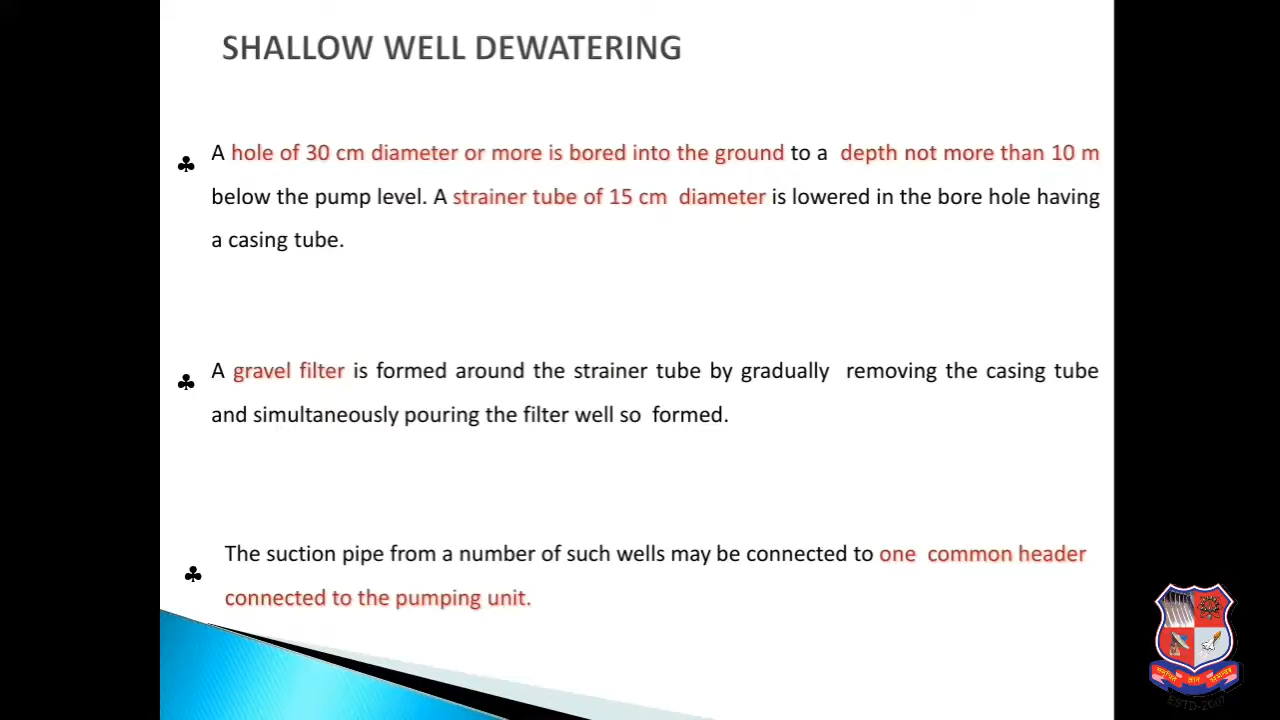 SHALLOW WELL DEWATERING
♣ A hole of 30 cm diameter or more is bored into the ground to a depth not more than 10 m
below the pump level. A strainer tube of 15 cm diameter is lowered in the bore hole having
a casing tube.
♣ A gravel filter is formed around the strainer tube by gradually removing the casing tube
and simultaneously pouring the filter well so formed.
♣ The suction pipe from a number of such wells may be connected to one common header
connected to the pumping unit.
ESTD-2007